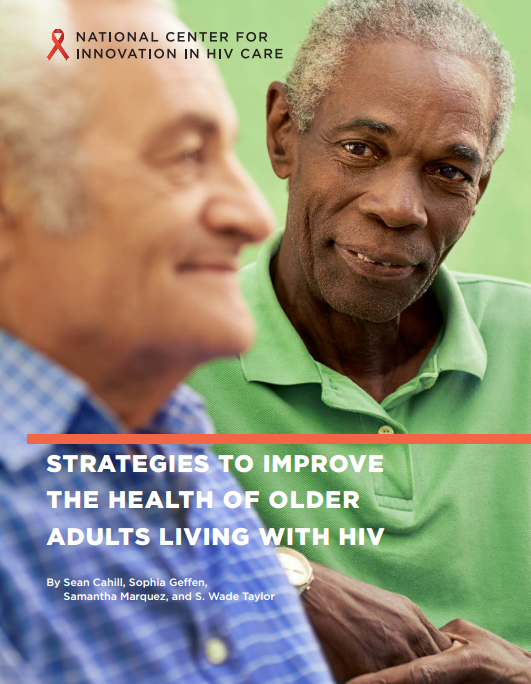 NATIONAL CENTER FOR
INNOVATION IN HIV CARE
STRATEGIES TO IMPROVE
THE HEALTH OF OLDER
ADULTS LIVING WITH HIV
By Sean Cahill, Sophia Geffen,
Samantha Marquez, and S. Wade Taylor